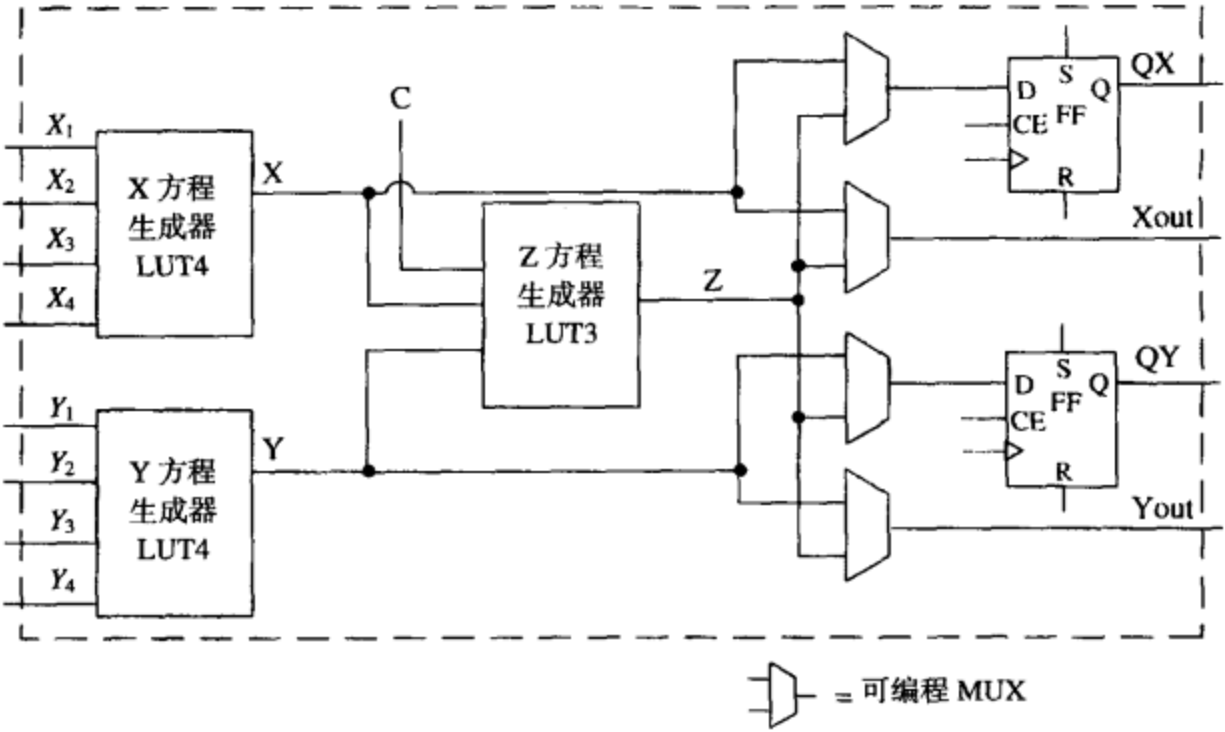 C
X₁
X₂
X₃
X₄
X 方程
生成器
LUT4
X
Z 方程
生成器
LUT3
Z
Y₁
Y₂
Y₃
Y₄
Y 方程
生成器
LUT4
Y
S
D
Q
CE
FF
R
QX
Xout
S
D
Q
CE
FF
R
QY
Yout
= 可编程 MUX